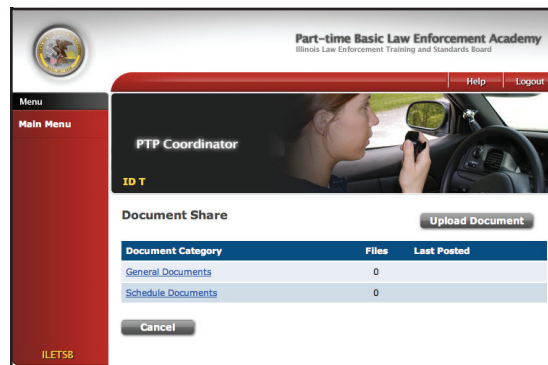 Part-time Basic Law Enforcement Academy
Illinois Law Enforcement Training and Standards Board
Help Logout
Menu
Main Menu
PTP Coordinator
ID T
Document Share
Upload Document
Document Category Files Last Posted
General Documents 0
Schedule Documents 0
Cancel
ILETSB